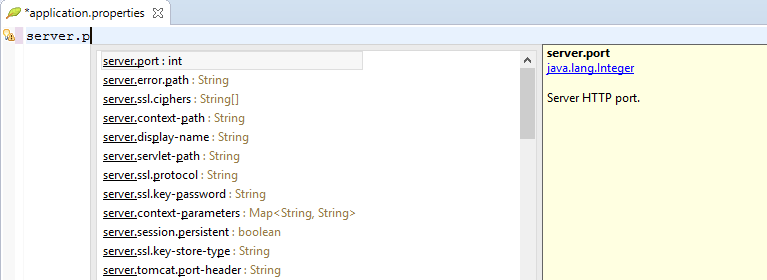 *application.properties
server.p
server.port : int
server.error.path : String
server.ssl.ciphers : String[]
server.context-path : String
server.display-name : String
server.servlet-path : String
server.ssl.protocol : String
server.ssl.key-password : String
server.context-parameters : Map<String, String>
server.session.persistent : boolean
server.ssl.key-store-type : String
server.tomcat.port-header : String
server.port
java.lang.Integer
Server HTTP port.